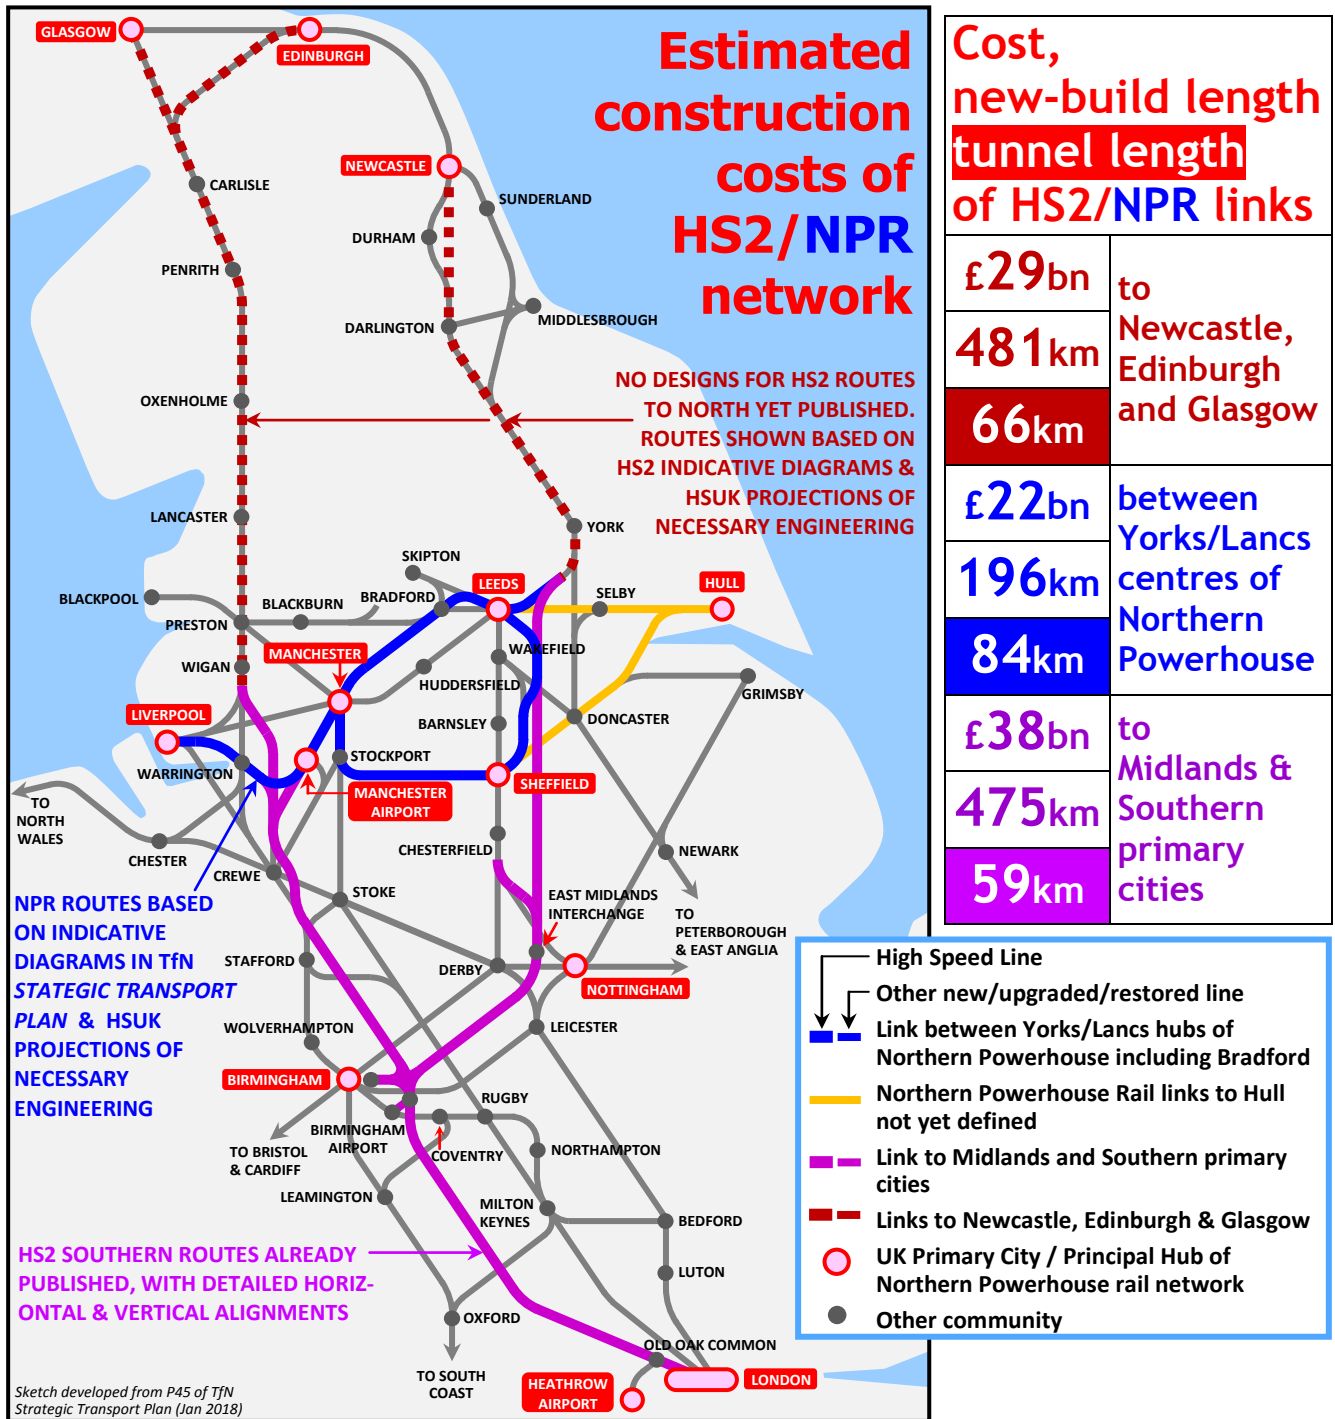 Estimated
construction
costs of
HS2/NPR
network
GLASGOW
EDINBURGH
NEWCASTLE
CARLISLE
SUNDERLAND
DURHAM
PENRITH
DARLINGTON
MIDDLESBROUGH
NO DESIGNS FOR HS2 ROUTES
TO NORTH YET PUBLISHED.
ROUTES SHOWN BASED ON
HS2 INDICATIVE DIAGRAMS &
HSUK PROJECTIONS OF
NECESSARY ENGINEERING
OXENHOLME
LANCASTER
YORK
SKIPTON
LEEDS
HULL
BLACKPOOL
BLACKBURN
BRADFORD
SELBY
PRESTON
MANCHESTER
WAKEFIELD
WIGAN
HUDDERSFIELD
GRIMSBY
LIVERPOOL
BARNSLEY
DONCASTER
STOCKPORT
WARRINGTON
MANCHESTER
AIRPORT
SHEFFIELD
TO
NORTH
WALES
CHESTER
CHESTERFIELD
NEWARK
CREWE
STOKE
EAST MIDLANDS
INTERCHANGE
TO
PETERBOROUGH
& EAST ANGLIA
NPR ROUTES BASED
ON INDICATIVE
DIAGRAMS IN TfN
STATEGIC TRANSPORT
PLAN & HSUK
PROJECTIONS OF
NECESSARY
ENGINEERING
STAFFORD
DERBY
NOTTINGHAM
WOLVERHAMPTON
LEICESTER
BIRMINGHAM
RUGBY
BIRMINGHAM
AIRPORT
COVENTRY
NORTHAMPTON
TO BRISTOL
& CARDIFF
LEAMINGTON
MILTON
KEYNES
BEDFORD
HS2 SOUTHERN ROUTES ALREADY
PUBLISHED, WITH DETAILED HORIZ-
ONTAL & VERTICAL ALIGNMENTS
LUTON
OXFORD
OLD OAK COMMON
TO SOUTH
COAST
HEATHROW
AIRPORT
LONDON
Sketch developed from P45 of TfN
Strategic Transport Plan (Jan 2018)
Cost,
new-build length
tunnel length
of HS2/NPR links
£29bn
481km
66km
to
Newcastle,
Edinburgh
and Glasgow
£22bn
196km
84km
between
Yorks/Lancs
centres of
Northern
Powerhouse
£38bn
475km
59km
to
Midlands &
Southern
primary
cities
High Speed Line
Other new/upgraded/restored line
Link between Yorks/Lancs hubs of
Northern Powerhouse including Bradford
Northern Powerhouse Rail links to Hull
not yet defined
Link to Midlands and Southern primary
cities
Links to Newcastle, Edinburgh & Glasgow
UK Primary City / Principal Hub of
Northern Powerhouse rail network
Other community